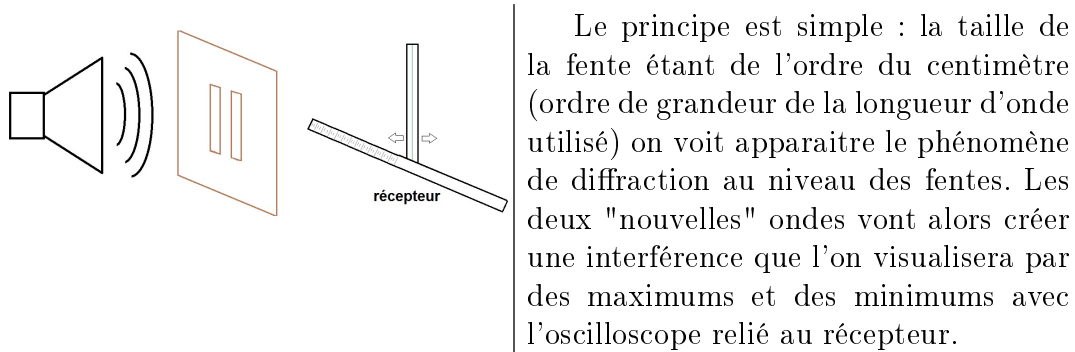 récepteur
Le principe est simple : la taille de
la fente étant de l'ordre du centimètre
(ordre de grandeur de la longueur d'onde
utilisé) on voit apparaitre le phénomène
de diffraction au niveau des fentes. Les
deux "nouvelles" ondes vont alors créer
une interférence que l'on visualisera par
des maximums et des minimums avec
l'oscilloscope relié au récepteur.